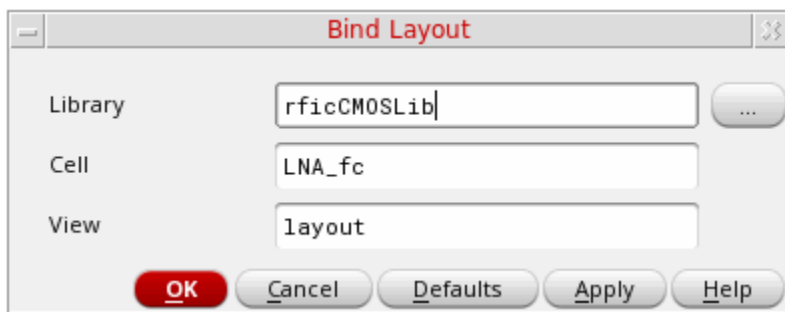 Bind Layout
Library rficCMOSLib ...
Cell LNA_fc
View layout
OK Cancel Defaults Apply Help